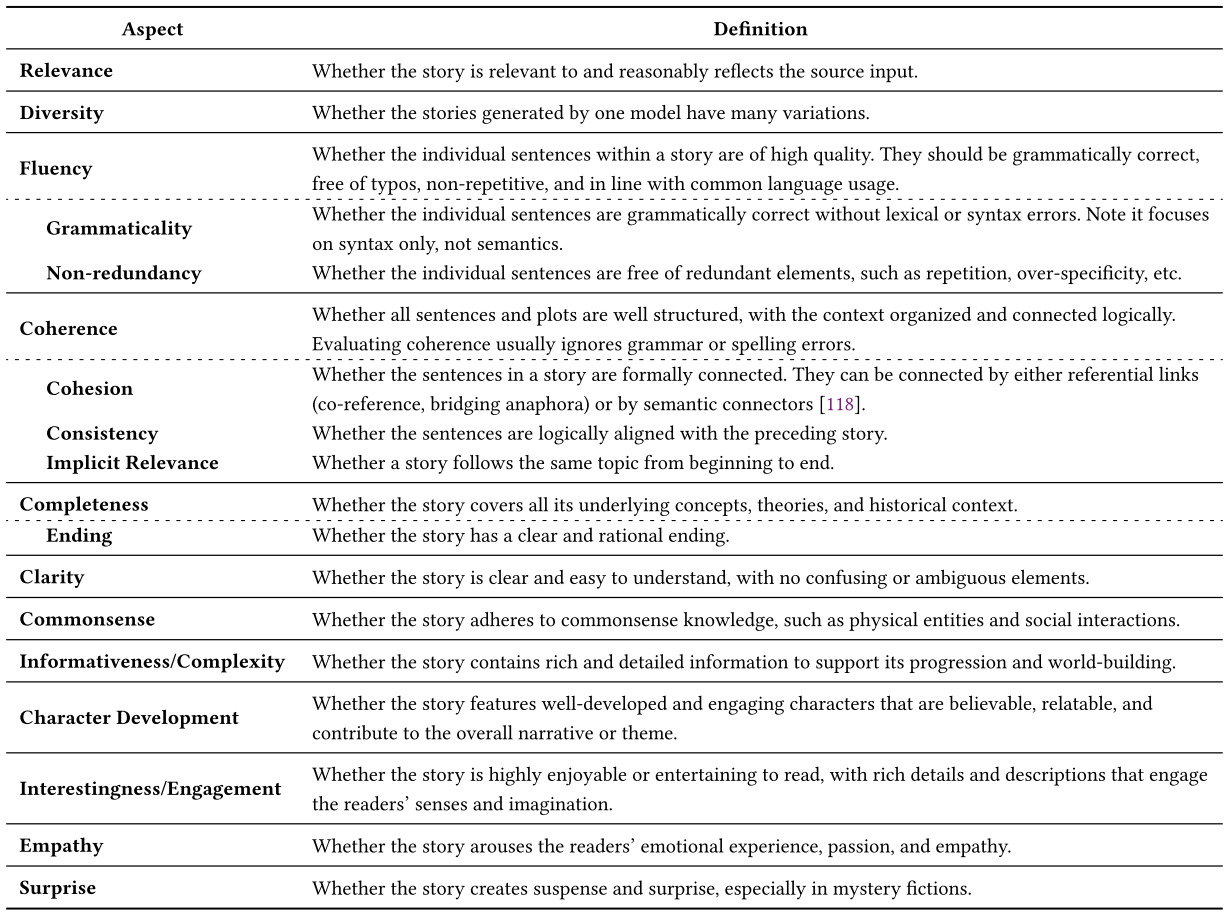 Aspect Definition
Relevance Whether the story is relevant to and reasonably reflects the source input.
Diversity Whether the stories generated by one model have many variations.
Fluency Whether the individual sentences within a story are of high quality. They should be grammatically correct,
free of typos, non-repetitive, and in line with common language usage.
Grammaticality Whether the individual sentences are grammatically correct without lexical or syntax errors. Note it focuses
on syntax only, not semantics.
Non-redundancy Whether the individual sentences are free of redundant elements, such as repetition, over-specificity, etc.
Coherence Whether all sentences and plots are well structured, with the context organized and connected logically.
Evaluating coherence usually ignores grammar or spelling errors.
Cohesion Whether the sentences in a story are formally connected. They can be connected by either referential links
(co-reference, bridging anaphora) or by semantic connectors [118].
Consistency Whether the sentences are logically aligned with the preceding story.
Implicit Relevance Whether a story follows the same topic from beginning to end.
Completeness Whether the story covers all its underlying concepts, theories, and historical context.
Ending Whether the story has a clear and rational ending.
Clarity Whether the story is clear and easy to understand, with no confusing or ambiguous elements.
Commonsense Whether the story adheres to commonsense knowledge, such as physical entities and social interactions.
Informativeness/Complexity Whether the story contains rich and detailed information to support its progression and world-building.
Character Development Whether the story features well-developed and engaging characters that are believable, relatable, and
contribute to the overall narrative or theme.
Interestingness/Engagement Whether the story is highly enjoyable or entertaining to read, with rich details and descriptions that engage
the readers' senses and imagination.
Empathy Whether the story arouses the readers' emotional experience, passion, and empathy.
Surprise Whether the story creates suspense and surprise, especially in mystery fictions.